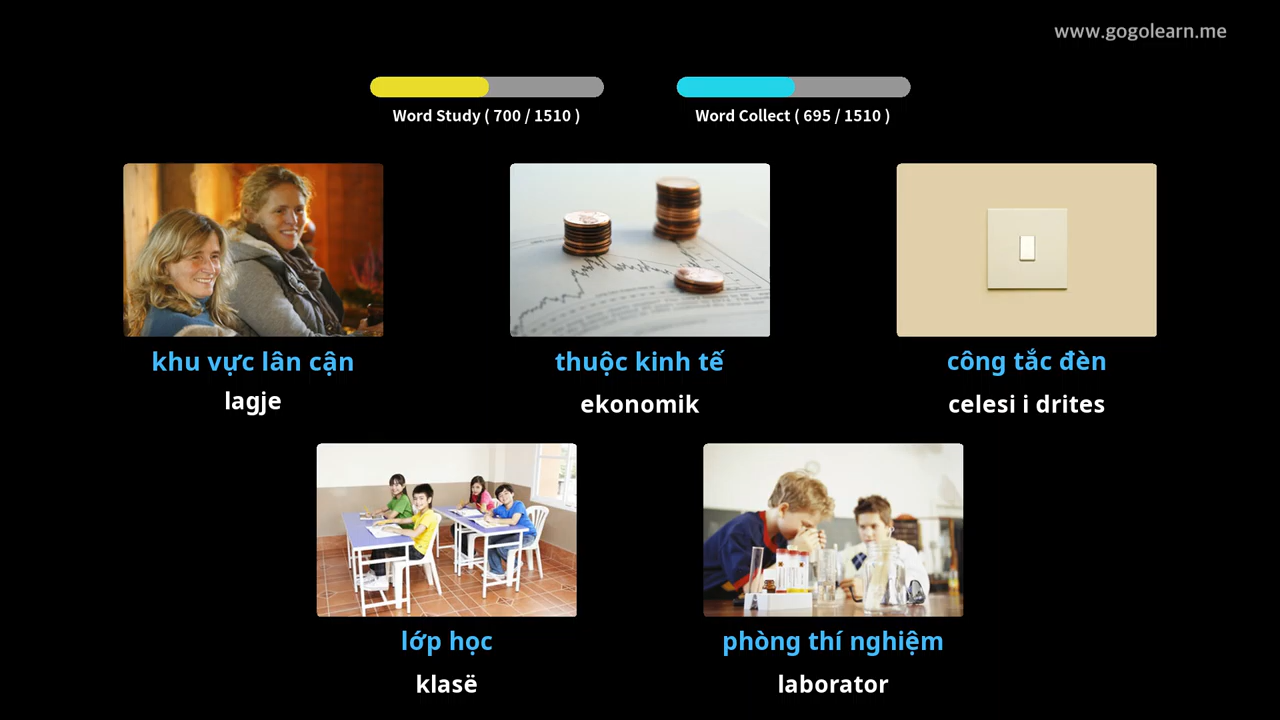 www.gogolearn.me
Word Study ( 700 / 1510 )
Word Collect ( 695 / 1510 )
khu vực lân cận
lagje
thuộc kinh tế
ekonomik
công tắc đèn
celesi i drites
lớp học
klasë
phòng thí nghiệm
laborator